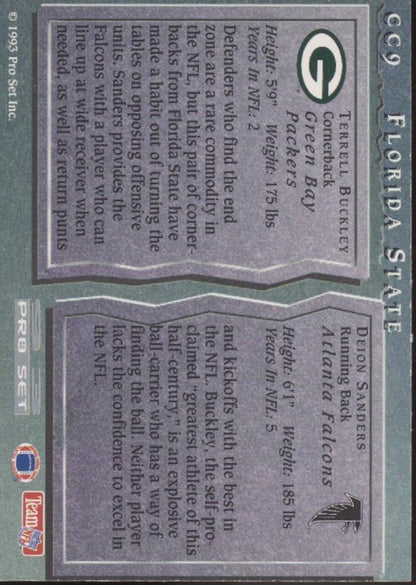 CC9 FLORIDA STATE
TERRELL BUCKLEY
Cornerback
Green Bay
Packers
Height: 5'9" Weight: 175 lbs
Years In NFL: 2
Defenders who find the end
zone are a rare commodity in
the NFL, but this pair of corner-
backs from Florida State have
made a habit out of turning the
tables on opposing offensive
units. Sanders provides the
Falcons with a player who can
line up at wide receiver when
needed, as well as return punts
DEION SANDERS
Running Back
Atlanta Falcons
Height: 6'1" Weight: 185 lbs
Years In NFL: 5
and kickoffs with the best in
the NFL. Buckley, the self-pro-
claimed "greatest athlete of this
half-century," is an explosive
ball-carrier who has a way of
finding the ball. Neither player
lacks the confidence to excel in
the NFL.
© 1993 Pro Set Inc.
PRO SET
Team NFL